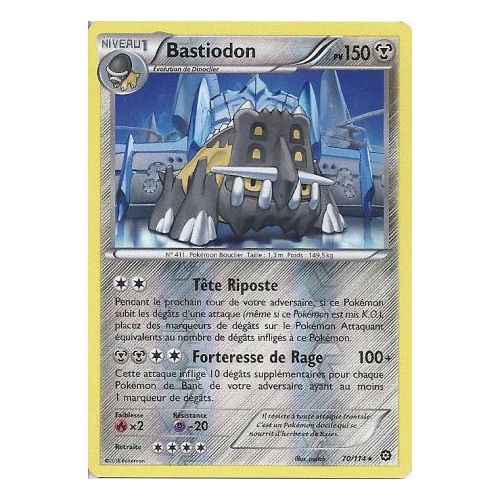 NIVEAU 1
Bastiodon
PV 150
Évolution de Dinoclier
N° 411 Pokémon Bouclier Taille : 1,3 m Poids : 149,5 kg
Tête Riposte
Pendant le prochain tour de votre adversaire, si ce Pokémon
subit les dégâts d'une attaque (même si ce Pokémon est mis K.O.),
placez des marqueurs de dégâts sur le Pokémon Attaquant
équivalents au nombre de dégâts infligés à ce Pokémon.
Forteresse de Rage 100+
Cette attaque inflige 10 dégâts supplémentaires pour chaque
Pokémon de Banc de votre adversaire ayant au moins
1 marqueur de dégâts.
Faiblesse
×2
Résistance
-20
Retraite
Il résiste à toute attaque frontale.
C'est un Pokémon docile qui se
nourrit d'herbe et de baies.
©2016 Pokémon
Illus. match
70/114 ★